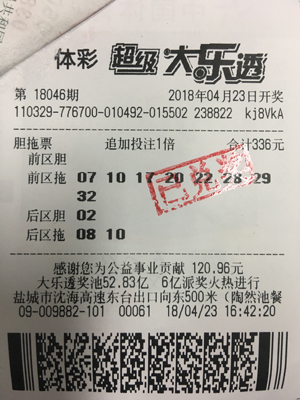 体彩 超级大乐透
第 18046期 2018年04月23日开奖
110329-776700-010492-015502 238822 kj8VkA
胆拖票 追加投注1倍 合计336元
前区胆
前区拖 07 10 17 20 22 28 29
32
后区胆 02
后区拖 08 10
已兑
感谢您为公益事业贡献 120.96元
大乐透奖池52.83亿 6亿派奖火热进行
盐城市沈海高速东台出口向东500米（陶然池餐
09-009882-101 00061 18/04/23 16:42:20